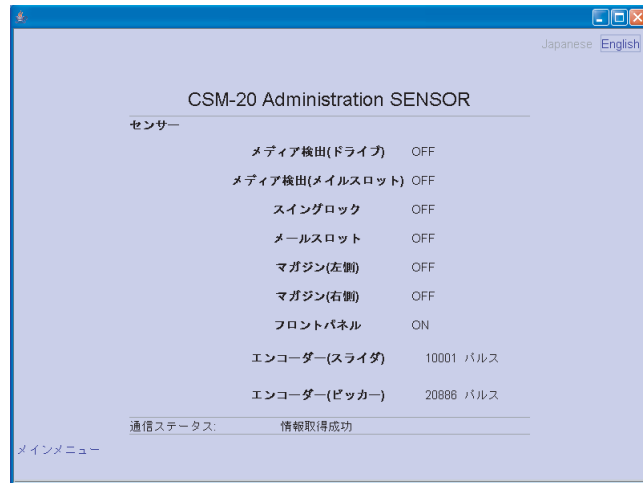 Japanese English
CSM-20 Administration SENSOR
センサー
メディア検出(ドライブ) OFF
メディア検出(メイルスロット) OFF
スイングロック OFF
メールスロット OFF
マガジン(左側) OFF
マガジン(右側) OFF
フロントパネル ON
エンコーダー(スライダ) 10001 パルス
エンコーダー(ピッカー) 20886 パルス
通信ステータス: 情報取得成功
メインメニュー